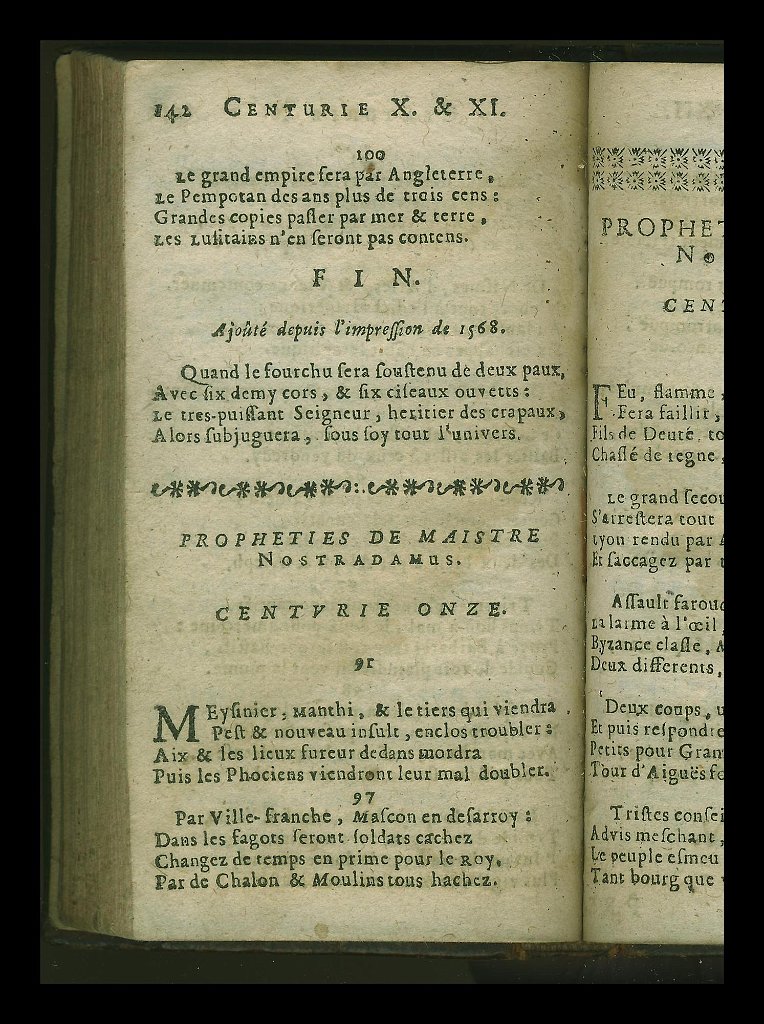 142 CENTURIE X. & XI.
100
Le grand empire ſera par Angleterre,
Le Pempotan des ans plus de trois cens :
Grandes copies paſſer par mer & terre,
Les Luſitains n'en ſeront pas contens.
F I N.
Ajoûté depuis l'impreſſion de 1568.
Quand le fourchu ſera ſouſtenu de deux paux,
Avec ſix demy cors, & ſix ciſeaux ouverts :
Le tres-puiſſant Seigneur, heritier des crapaux,
Alors ſubjuguera, ſous ſoy tout l'univers.
PROPHETIES DE MAISTRE
NOSTRADAMUS.
CENTVRIE ONZE.
91
MEyſinier, Manthi, & le tiers qui viendra
Peſt & nouveau inſult, enclos troubler :
Aix & les lieux fureur dedans mordra
Puis les Phociens viendront leur mal doubler.
97
Par Ville-franche, Maſcon en deſarroy :
Dans les fagots ſeront ſoldats cachez
Changez de temps en prime pour le Roy,
Par de Chalon & Moulins tous hachez.
PROPHET
No
CENT
FEu, flamme,
Fera faillir,
Fils de Deuté, to
Chaſſé de regne,
Le grand ſecou
S'arreſtera tout
Lyon rendu par A
Et ſaccagez par
Aſſault farouc
La larme à l'œil,
Byzance claſſe, A
Deux differents,
Deux coups, u
Et puis reſpondre
Petits pour Gran
Tour d'Aigues fo
Triſtes conſei
Advis meſchant,
Le peuple eſmeu
Tant bourg que